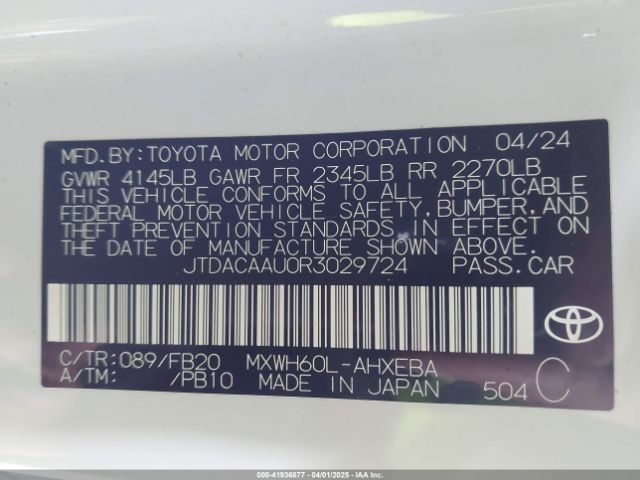 MFD. BY: TOYOTA MOTOR CORPORATION 04/24
GVWR 4145LB GAWR FR 2345LB RR 2270LB
THIS VEHICLE CONFORMS TO ALL APPLICABLE
FEDERAL MOTOR VEHICLE SAFETY, BUMPER, AND
THEFT PREVENTION STANDARDS IN EFFECT ON
THE DATE OF MANUFACTURE SHOWN ABOVE.
JTDACAAU0R3029724 PASS. CAR
C/TR: 089/FB20 MXWH60L-AHXEBA
A/TM: /PB10 MADE IN JAPAN 504 C
000-41936877 · 04/01/2025 · IAAI.COM